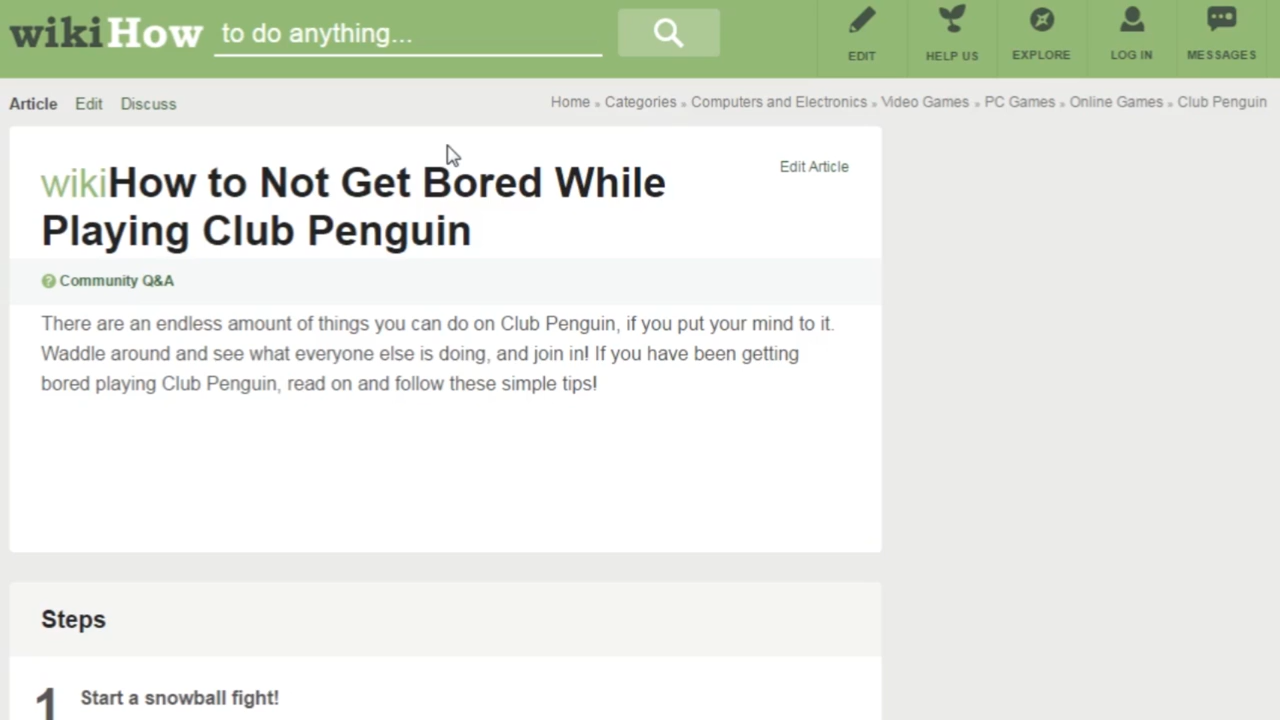 wikiHow to do anything...
EDIT HELP US EXPLORE LOG IN MESSAGES
Article Edit Discuss
Home » Categories » Computers and Electronics » Video Games » PC Games » Online Games » Club Penguin
Edit Article
wikiHow to Not Get Bored While
Playing Club Penguin
? Community Q&A
There are an endless amount of things you can do on Club Penguin, if you put your mind to it.
Waddle around and see what everyone else is doing, and join in! If you have been getting
bored playing Club Penguin, read on and follow these simple tips!
Steps
1 Start a snowball fight!